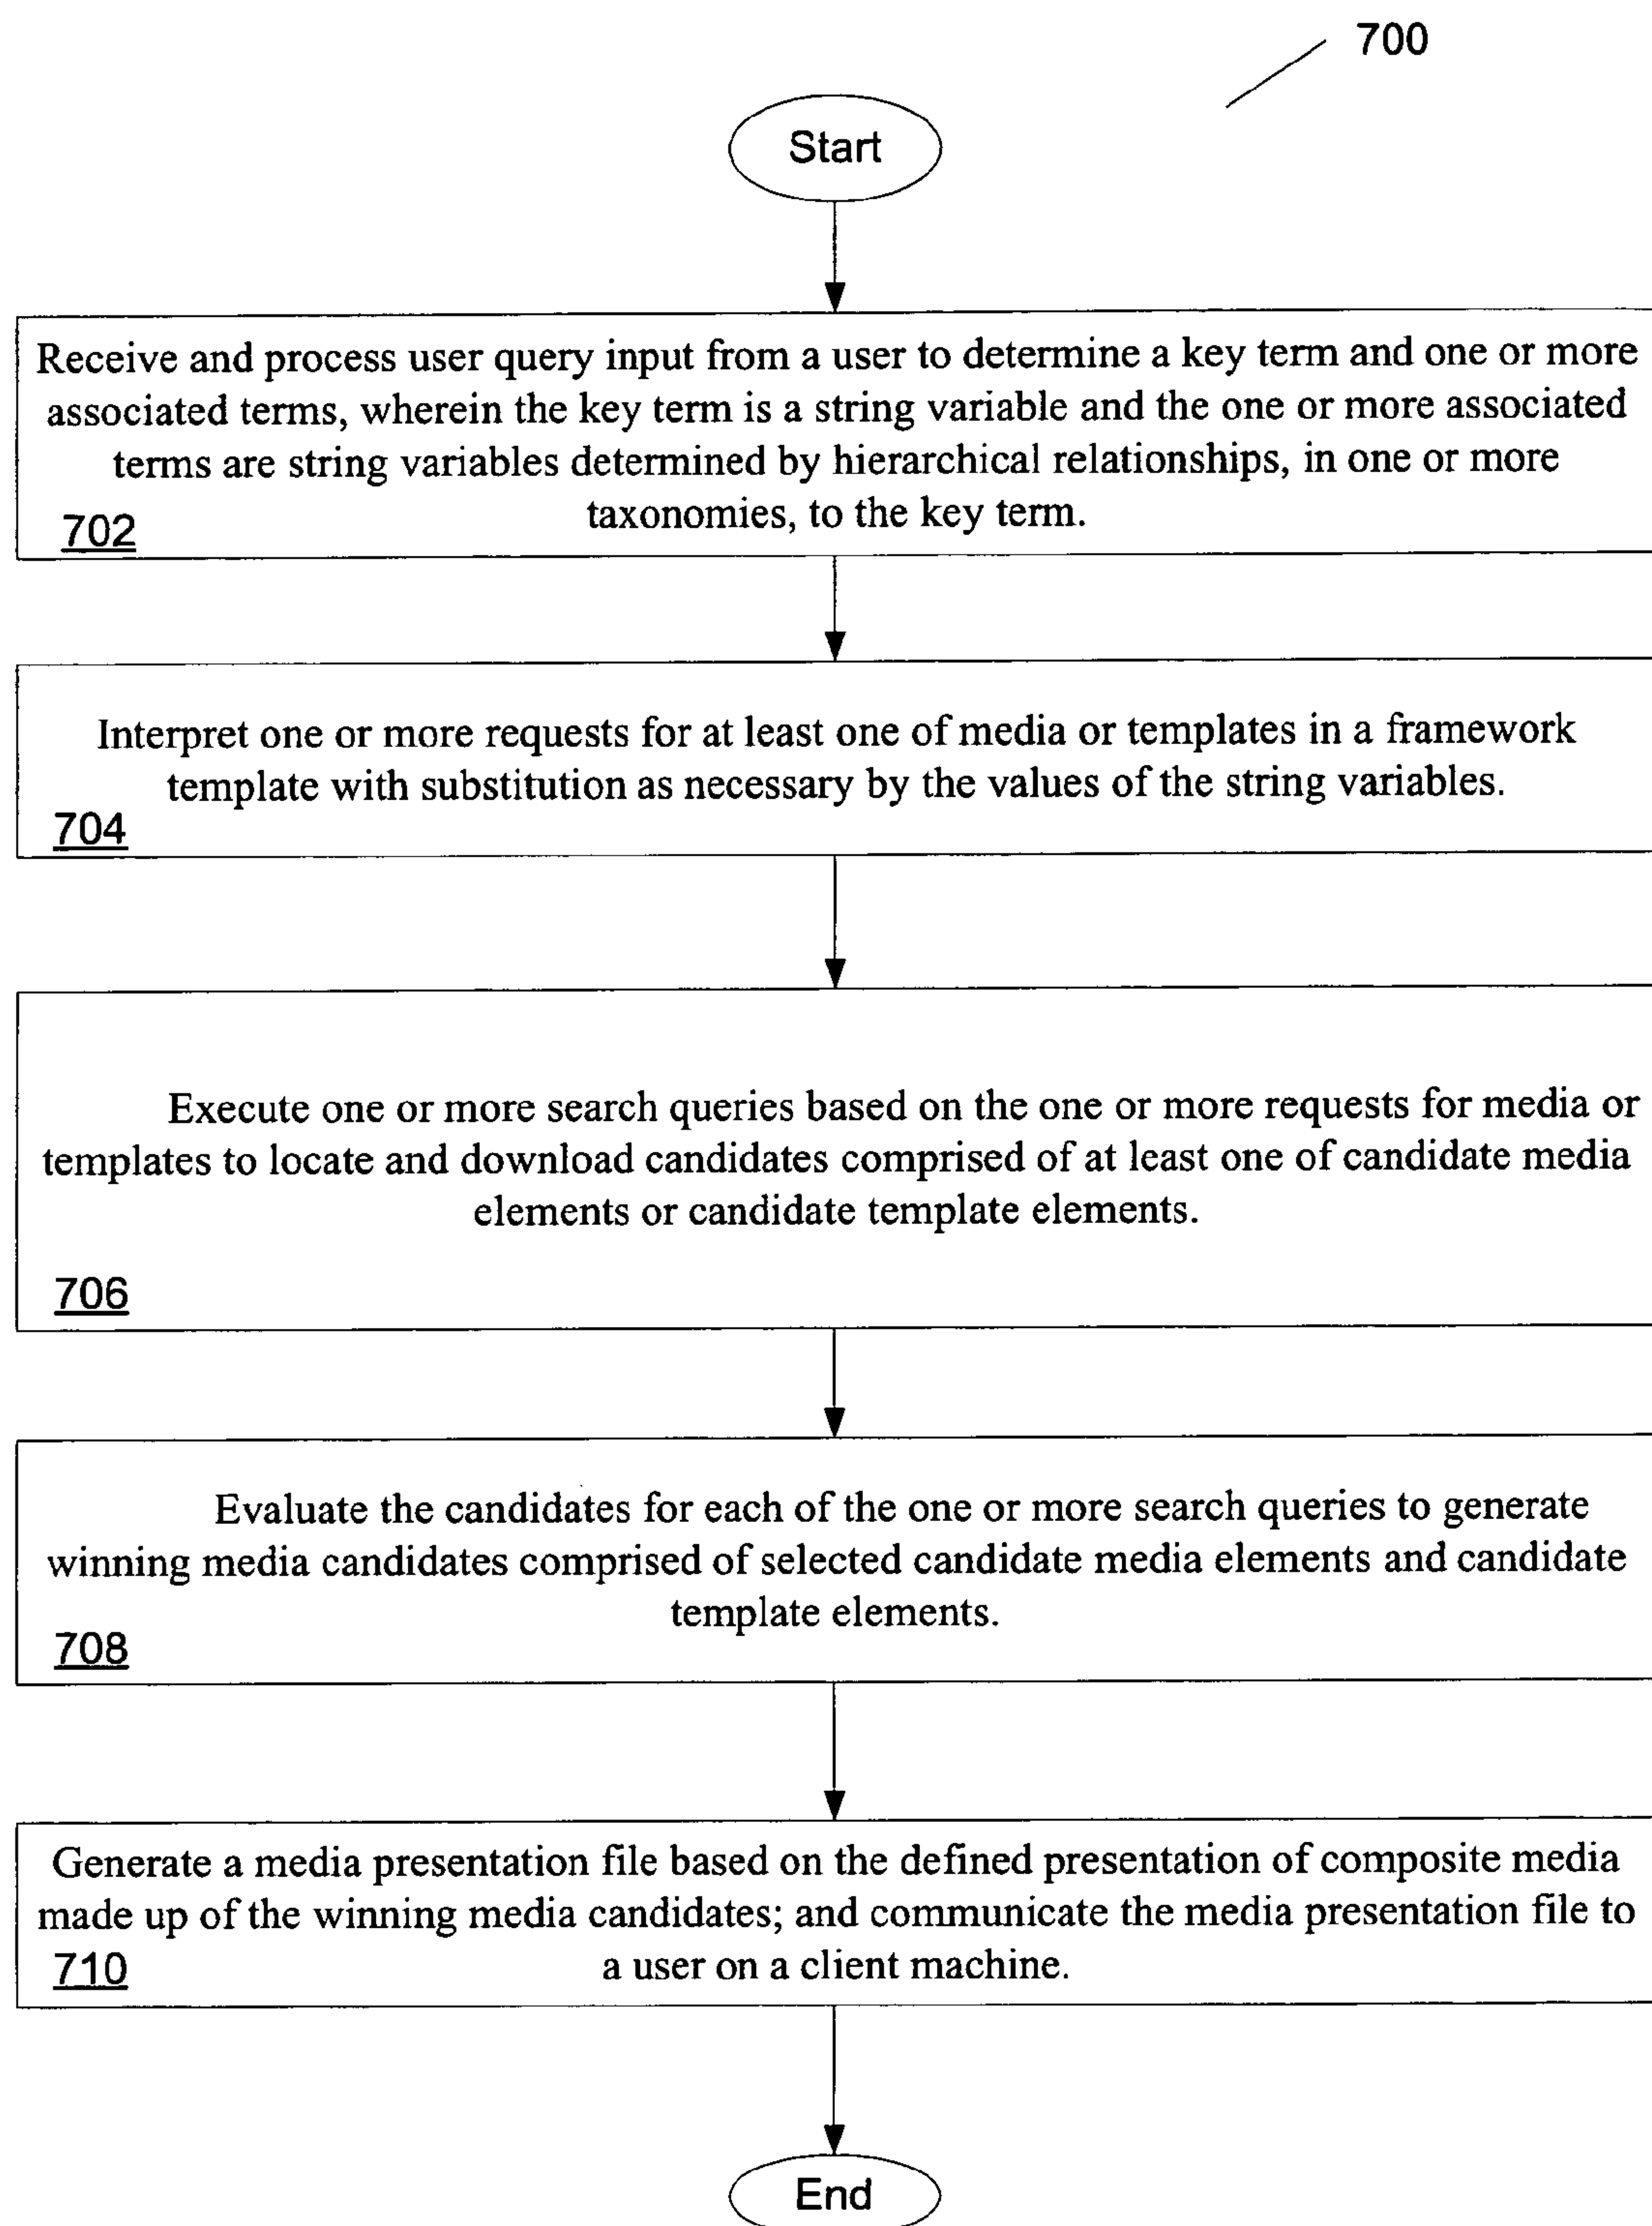 700
Start
Receive and process user query input from a user to determine a key term and one or more
associated terms, wherein the key term is a string variable and the one or more associated
terms are string variables determined by hierarchical relationships, in one or more
taxonomies, to the key term.
702
Interpret one or more requests for at least one of media or templates in a framework
template with substitution as necessary by the values of the string variables.
704
Execute one or more search queries based on the one or more requests for media or
templates to locate and download candidates comprised of at least one of candidate media
elements or candidate template elements.
706
Evaluate the candidates for each of the one or more search queries to generate
winning media candidates comprised of selected candidate media elements and candidate
template elements.
708
Generate a media presentation file based on the defined presentation of composite media
made up of the winning media candidates; and communicate the media presentation file to
a user on a client machine.
710
End